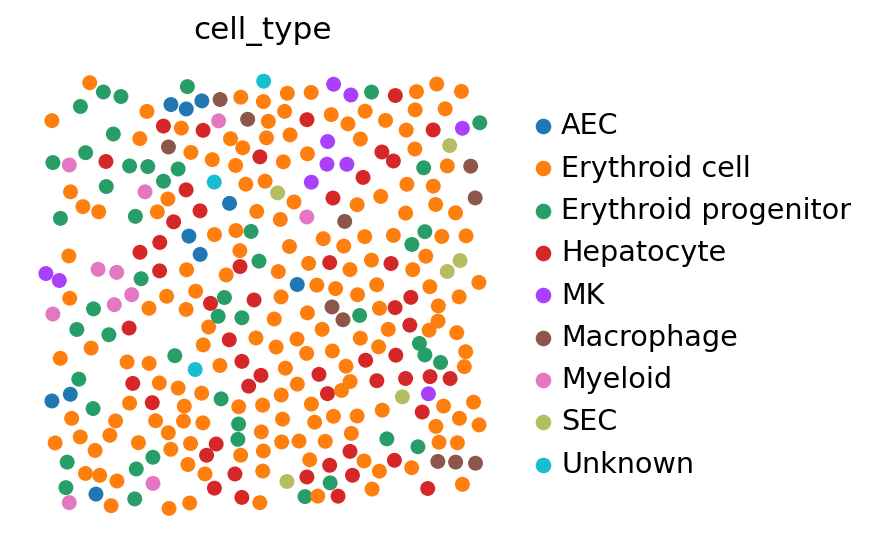 cell_type
AEC
Erythroid cell
Erythroid progenitor
Hepatocyte
MK
Macrophage
Myeloid
SEC
Unknown